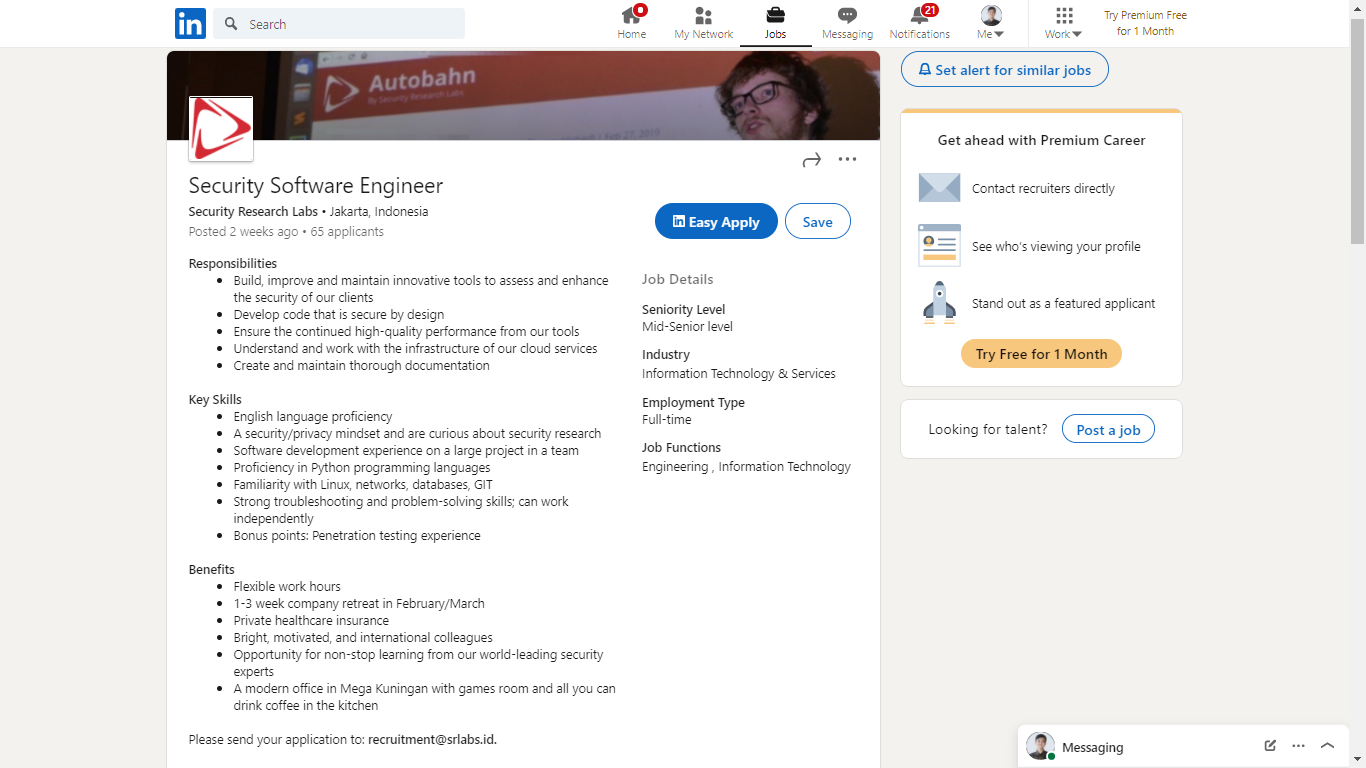 in
Search
Home
My Network
Jobs
Messaging
21
Notifications
Me
Work
Try Premium Free
for 1 Month
Autobahn
By Security Research Labs
Security Software Engineer
Security Research Labs • Jakarta, Indonesia
Posted 2 weeks ago • 65 applicants
in Easy Apply
Save
Responsibilities
• Build, improve and maintain innovative tools to assess and enhance
the security of our clients
• Develop code that is secure by design
• Ensure the continued high-quality performance from our tools
• Understand and work with the infrastructure of our cloud services
• Create and maintain thorough documentation
Key Skills
• English language proficiency
• A security/privacy mindset and are curious about security research
• Software development experience on a large project in a team
• Proficiency in Python programming languages
• Familiarity with Linux, networks, databases, GIT
• Strong troubleshooting and problem-solving skills; can work
independently
• Bonus points: Penetration testing experience
Benefits
• Flexible work hours
• 1-3 week company retreat in February/March
• Private healthcare insurance
• Bright, motivated, and international colleagues
• Opportunity for non-stop learning from our world-leading security
experts
• A modern office in Mega Kuningan with games room and all you can
drink coffee in the kitchen
Please send your application to: recruitment@srlabs.id.
Job Details
Seniority Level
Mid-Senior level
Industry
Information Technology & Services
Employment Type
Full-time
Job Functions
Engineering , Information Technology
Set alert for similar jobs
Get ahead with Premium Career
Contact recruiters directly
See who's viewing your profile
Stand out as a featured applicant
Try Free for 1 Month
Looking for talent?
Post a job
Messaging